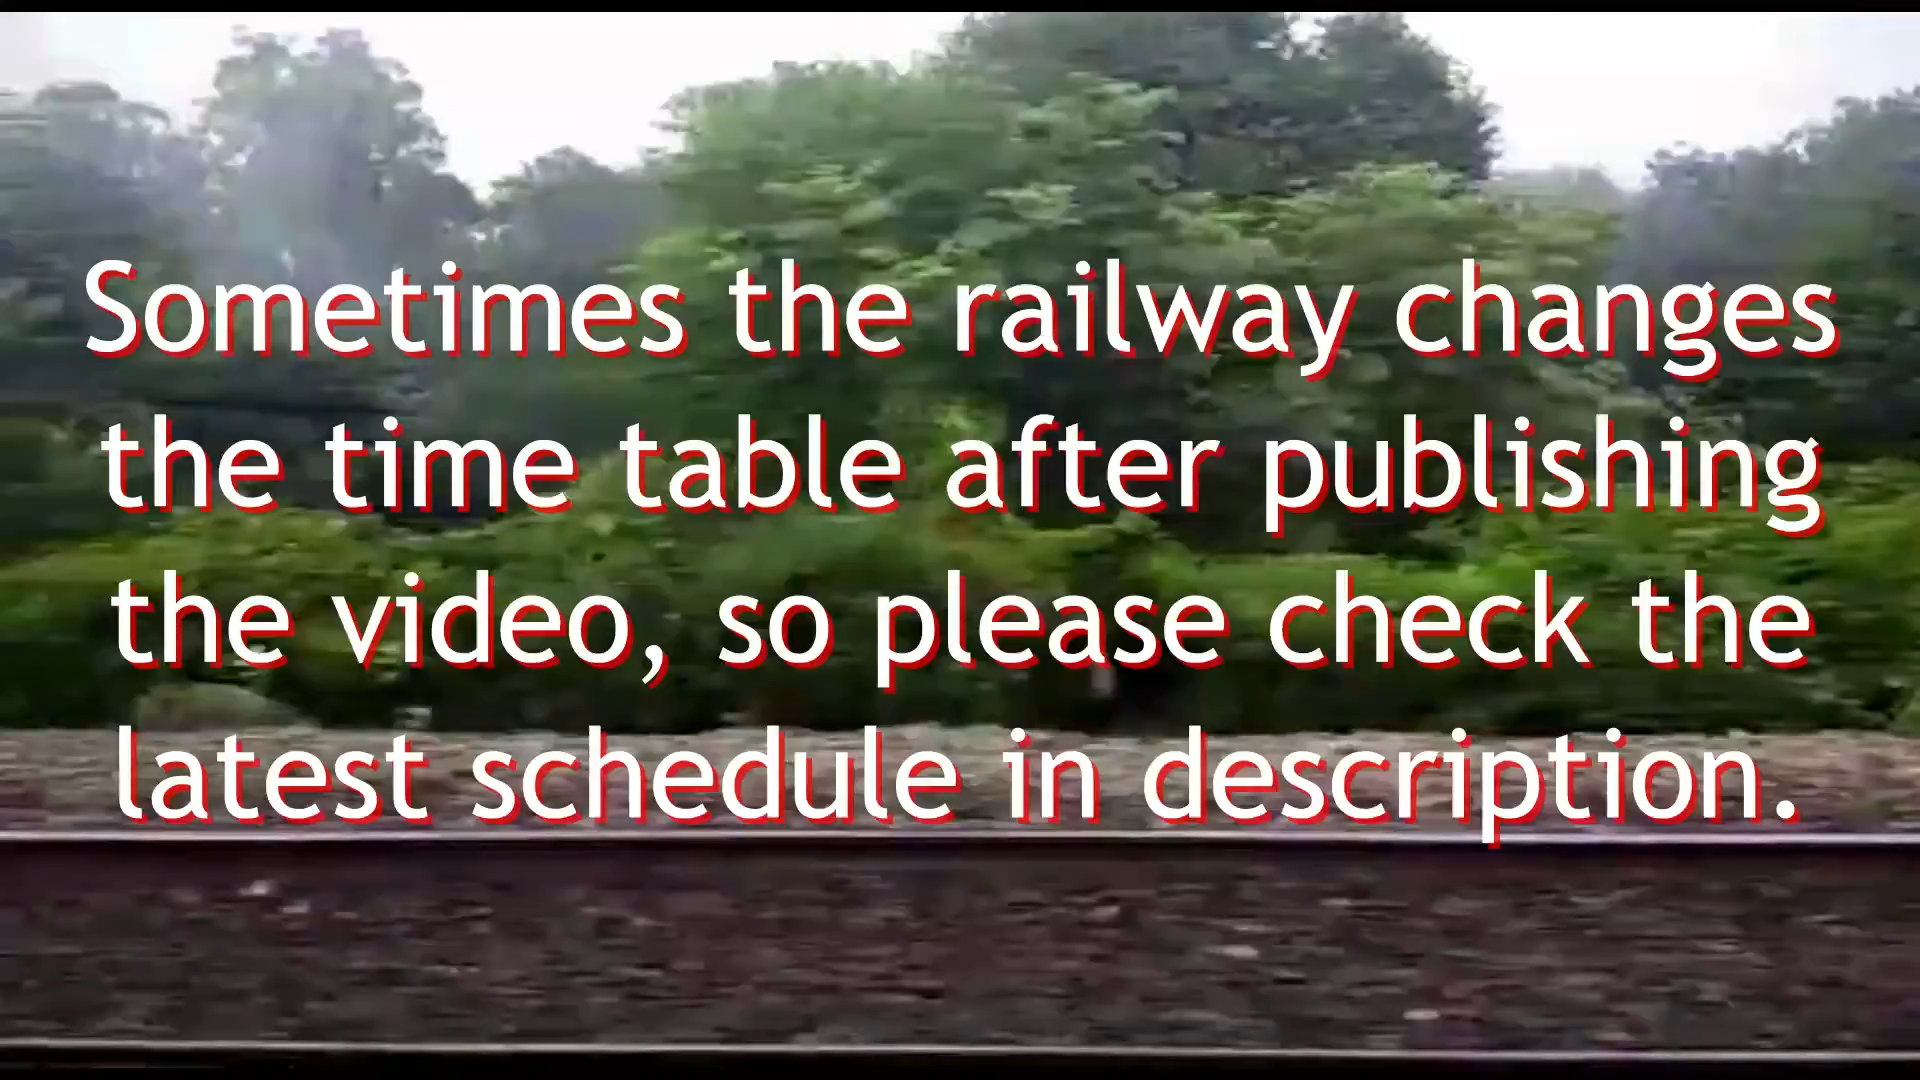 Sometimes the railway changes
the time table after publishing
the video, so please check the
latest schedule in description.